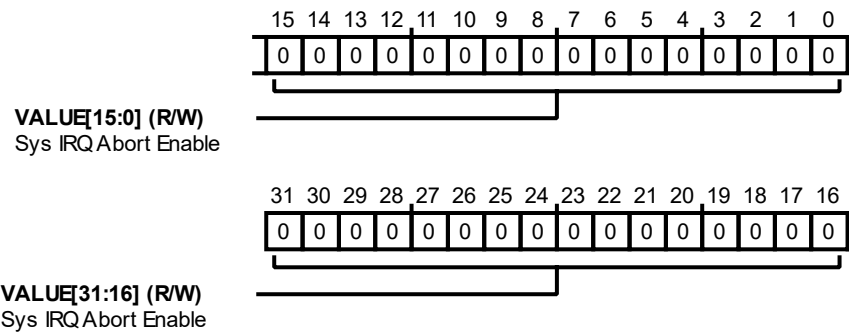 15 14 13 12 11 10 9 8 7 6 5 4 3 2 1 0
0 0 0 0 0 0 0 0 0 0 0 0 0 0 0 0
VALUE[15:0] (R/W)
Sys IRQ Abort Enable
31 30 29 28 27 26 25 24 23 22 21 20 19 18 17 16
0 0 0 0 0 0 0 0 0 0 0 0 0 0 0 0
VALUE[31:16] (R/W)
Sys IRQ Abort Enable